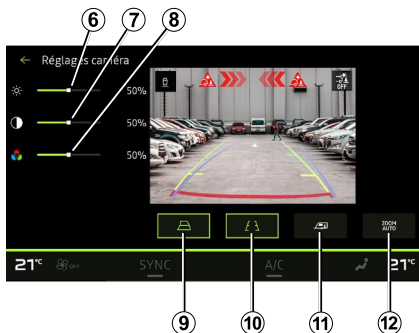 6 7 8
← Réglages caméra
OFF
50%
50%
50%
ZOOM AUTO
21°C OFF SYNC A/C 21°C
9 10 11 12